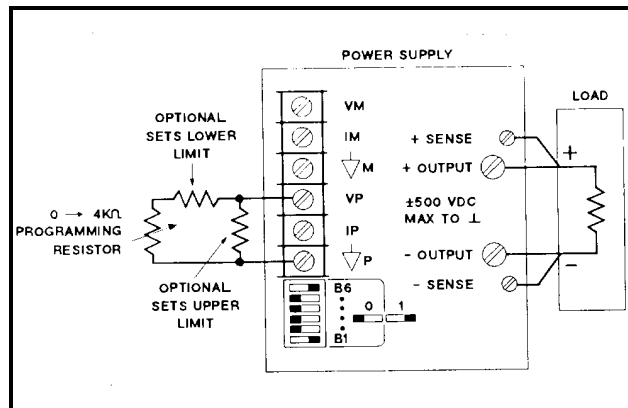 POWER SUPPLY
OPTIONAL
SETS LOWER
LIMIT
0 → 4KΩ
PROGRAMMING
RESISTOR
OPTIONAL
SETS UPPER
LIMIT
VM
IM
▽M
VP
IP
▽P
B6
0 1
B1
+ SENSE
+ OUTPUT
±500 VDC
MAX TO ⊥
- OUTPUT
- SENSE
LOAD
+
-